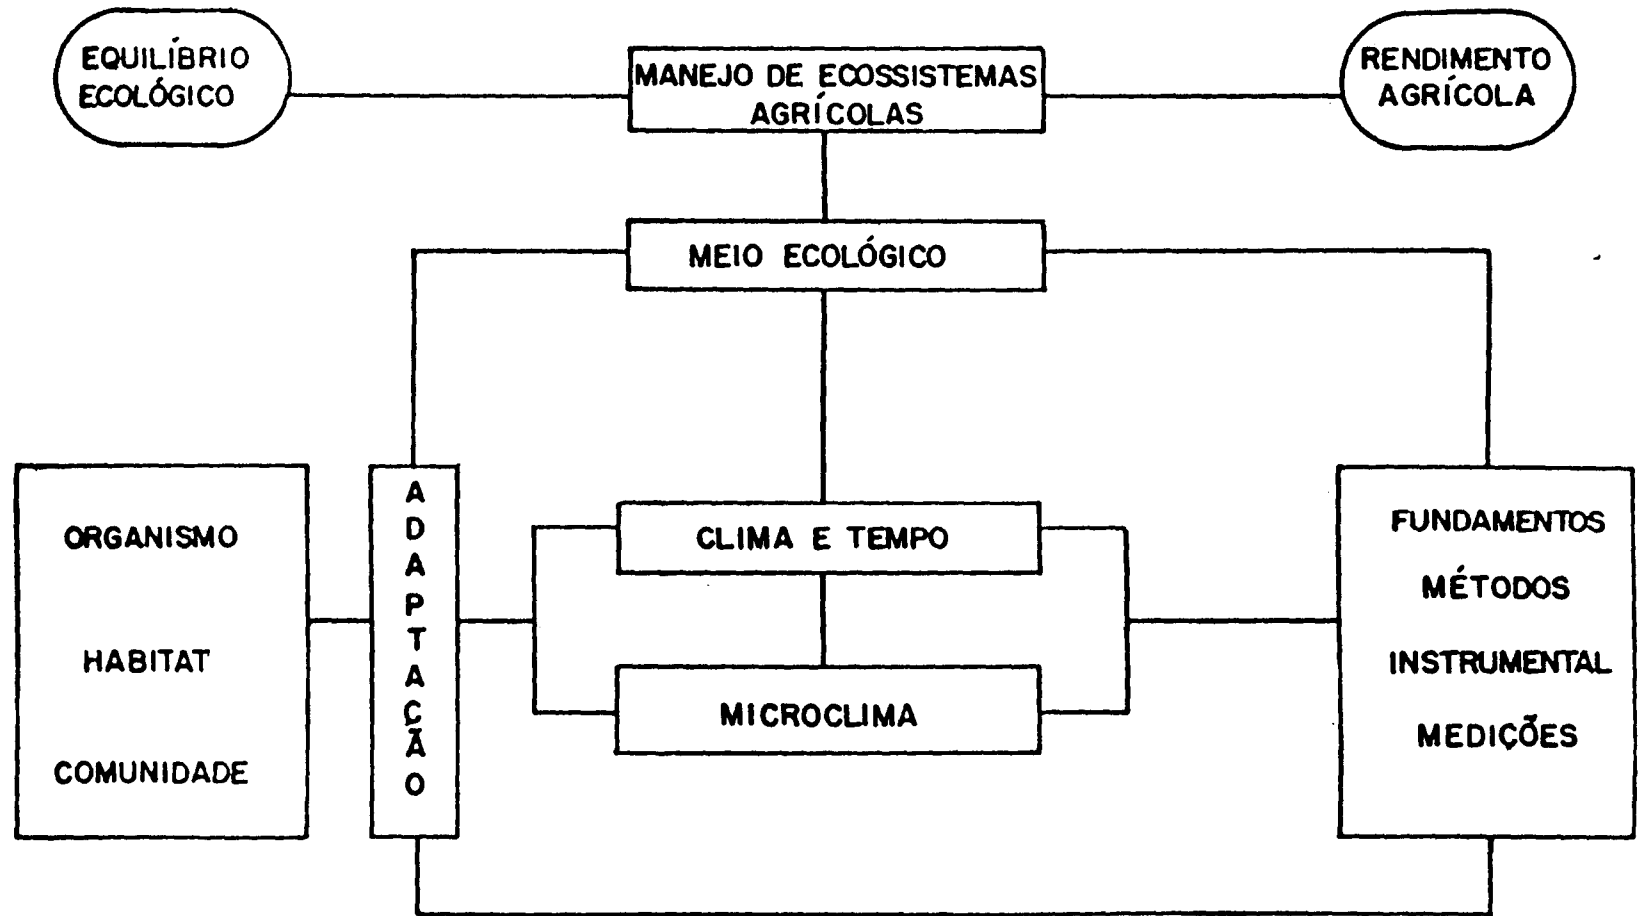 EQUILÍBRIO
ECOLÓGICO
MANEJO DE ECOSSISTEMAS
AGRÍCOLAS
RENDIMENTO
AGRÍCOLA
MEIO ECOLÓGICO
ORGANISMO
HABITAT
COMUNIDADE
ADAPTAÇÃO
CLIMA E TEMPO
MICROCLIMA
FUNDAMENTOS
MÉTODOS
INSTRUMENTAL
MEDIÇÕES